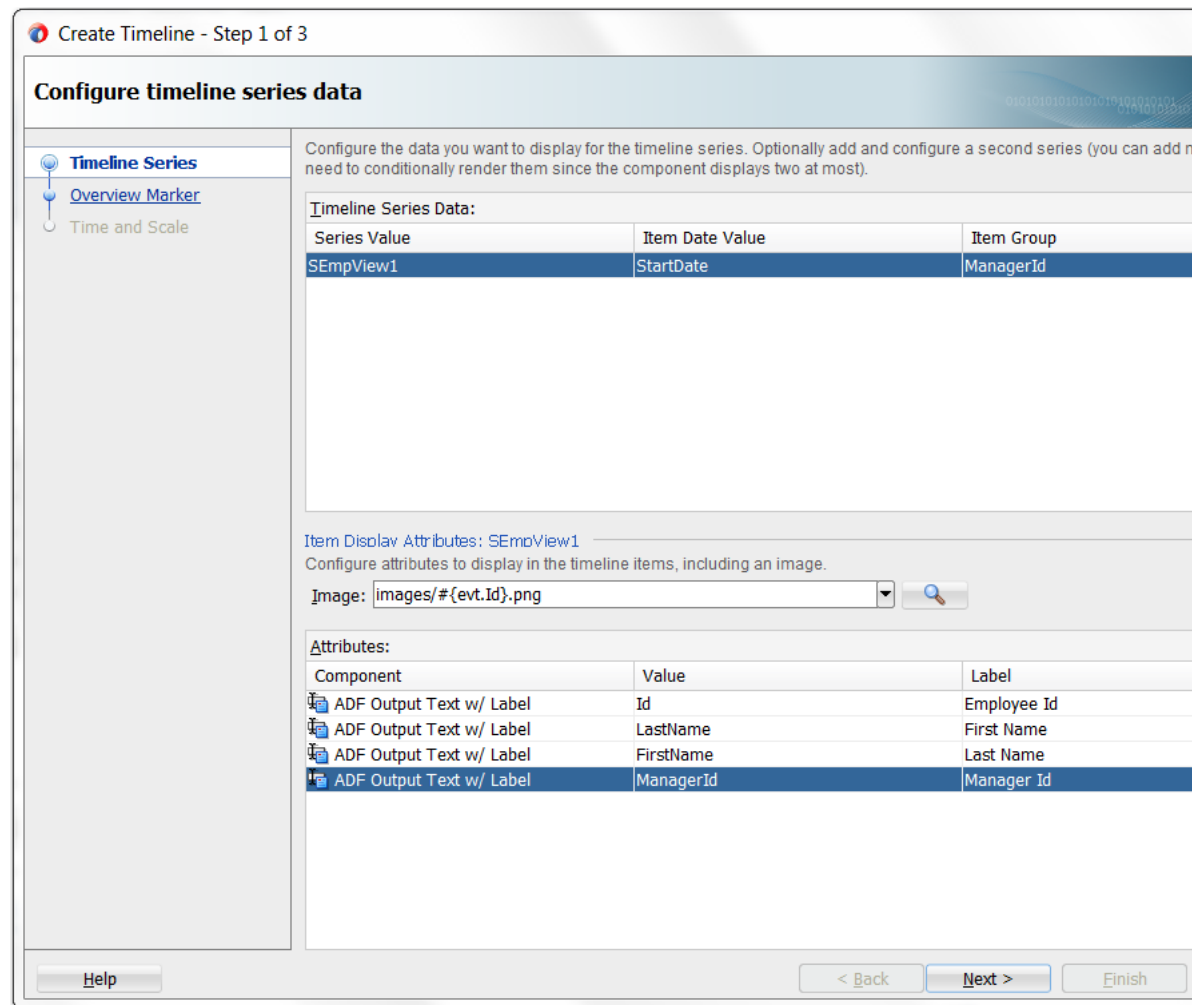 Create Timeline - Step 1 of 3
Configure timeline series data
Timeline Series
Overview Marker
Time and Scale
Configure the data you want to display for the timeline series. Optionally add and configure a second series (you can add
need to conditionally render them since the component displays two at most).
Timeline Series Data:
Series Value Item Date Value Item Group
SEmpView1 StartDate ManagerId
Item Display Attributes: SEmpView1
Configure attributes to display in the timeline items, including an image.
Image: images/#{evt.Id}.png
Attributes:
Component Value Label
ADF Output Text w/ Label Id Employee Id
ADF Output Text w/ Label LastName First Name
ADF Output Text w/ Label FirstName Last Name
ADF Output Text w/ Label ManagerId Manager Id
Help < Back Next > Finish